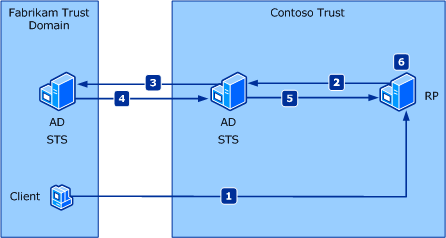 Fabrikam Trust
Domain
Contoso Trust
6
3
2
RP
4
5
AD
STS
AD
STS
Client
1